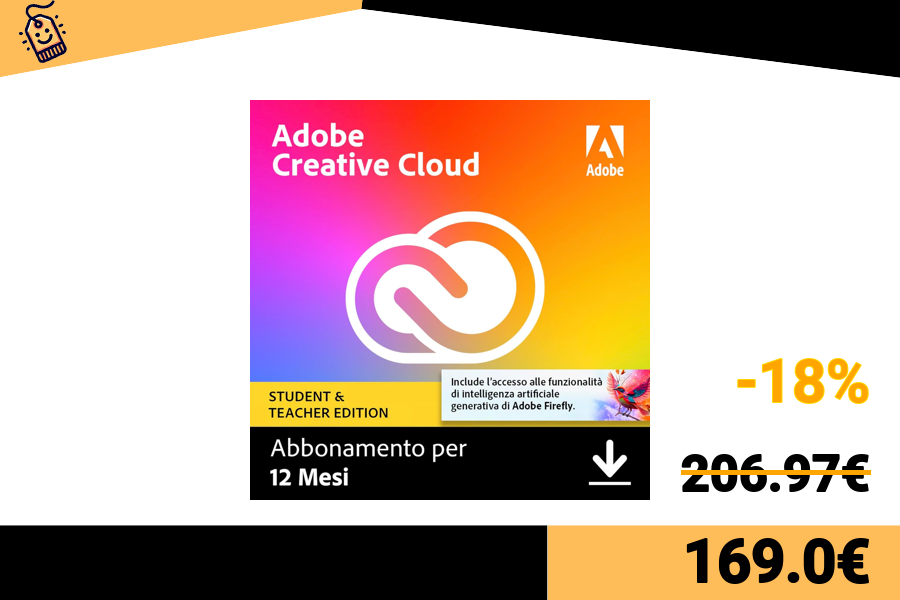 Adobe
Creative Cloud
Adobe
STUDENT &
TEACHER EDITION
Include l'accesso alle funzionalità
di intelligenza artificiale
generativa di Adobe Firefly.
Abbonamento per
12 Mesi
-18%
206.97€
169.0€